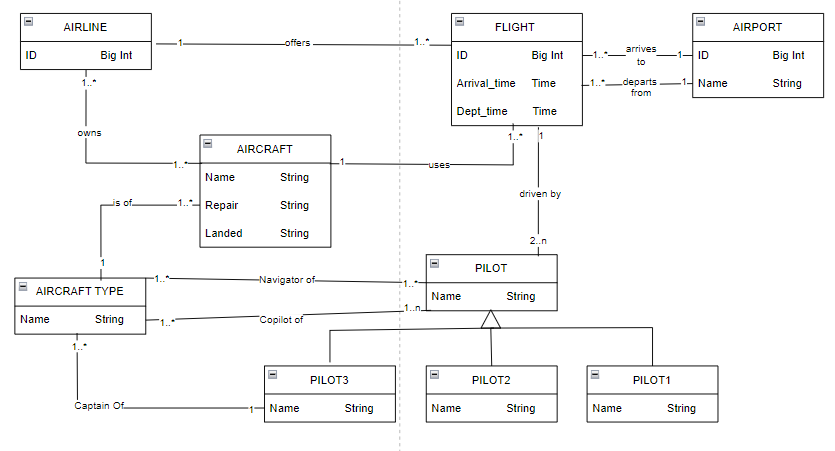 AIRLINE
ID Big Int
1 offers 1..*
FLIGHT
ID Big Int
Arrival_time Time
Dept_time Time
1..* arrives to 1
1..* departs from 1
AIRPORT
ID Big Int
Name String
1..*
owns
1..*
AIRCRAFT
Name String
Repair String
Landed String
1 uses 1..*
1
driven by
2..n
is of 1..*
1
AIRCRAFT TYPE
Name String
1..* Navigator of 1..*
1..* Copilot of 1..n
PILOT
Name String
1..*
Captain Of 1
PILOT3
Name String
PILOT2
Name String
PILOT1
Name String